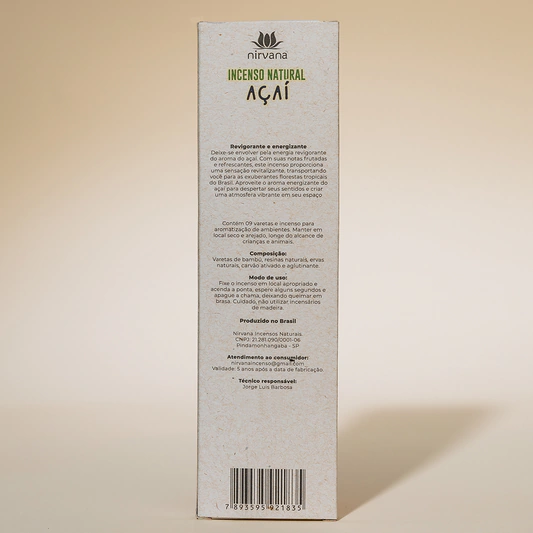 nirvana
INCENSO NATURAL
AÇAÍ
Revigorante e energizante
Deixe-se envolver pela energia revigorante
do aroma do açaí. Com suas notas frutadas
e refrescantes, este incenso proporciona
uma sensação revitalizante, transportando
você para as exuberantes florestas tropicais
do Brasil. Aproveite o aroma energizante do
açaí para despertar seus sentidos e criar
uma atmosfera vibrante em seu espaço
Contém 09 varetas e incenso para
aromatização de ambientes. Manter em
local seco e arejado, longe do alcance de
crianças e animais.
Composição:
Varetas de bambú, resinas naturais, ervas
naturais, carvão ativado e aglutinante.
Modo de uso:
Fixe o incenso em local apropriado e
acenda a ponta, espere alguns segundos e
apague a chama, deixando queimar em
brasa. Cuidado, não utilizar incensários
de madeira.
Produzido no Brasil
Nirvana Incensos Naturais.
CNPJ: 21.281.090/0001-06
Pindamonhangaba - SP
Atendimento ao consumidor:
nirvanaincenso@gmail.com
Validade: 5 anos após a data de fabricação.
Técnico responsável:
Jorge Luis Barbosa
7 893595 921835